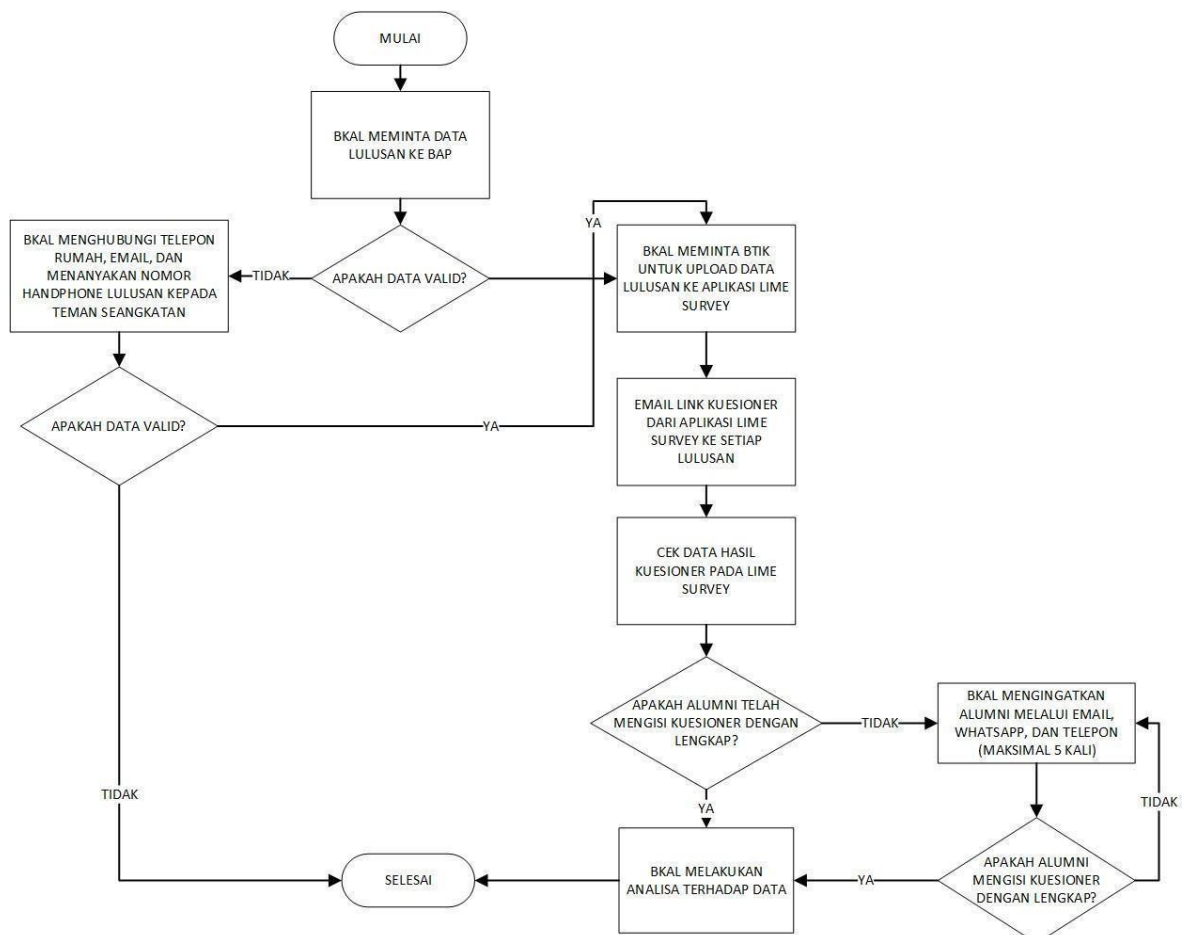 MULAI
BKAL MEMINTA DATA
LULUSAN KE BAP
YA
BKAL MENGHUBUNGI TELEPON
RUMAH, EMAIL, DAN
MENANYAKAN NOMOR
HANDPHONE LULUSAN KEPADA
TEMAN SEANGKATAN
TIDAK
APAKAH DATA VALID?
BKAL MEMINTA BTIK
UNTUK UPLOAD DATA
LULUSAN KE APLIKASI LIME
SURVEY
APAKAH DATA VALID?
YA
EMAIL LINK KUESIONER
DARI APLIKASI LIME
SURVEY KE SETIAP
LULUSAN
CEK DATA HASIL
KUESIONER PADA LIME
SURVEY
APAKAH ALUMNI TELAH
MENGISI KUESIONER DENGAN
LENGKAP?
TIDAK
BKAL MENGINGATKAN
ALUMNI MELALUI EMAIL,
WHATSAPP, DAN TELEPON
(MAKSIMAL 5 KALI)
TIDAK
YA
TIDAK
SELESAI
BKAL MELAKUKAN
ANALISA TERHADAP DATA
YA
APAKAH ALUMNI
MENGISI KUESIONER
DENGAN LENGKAP?